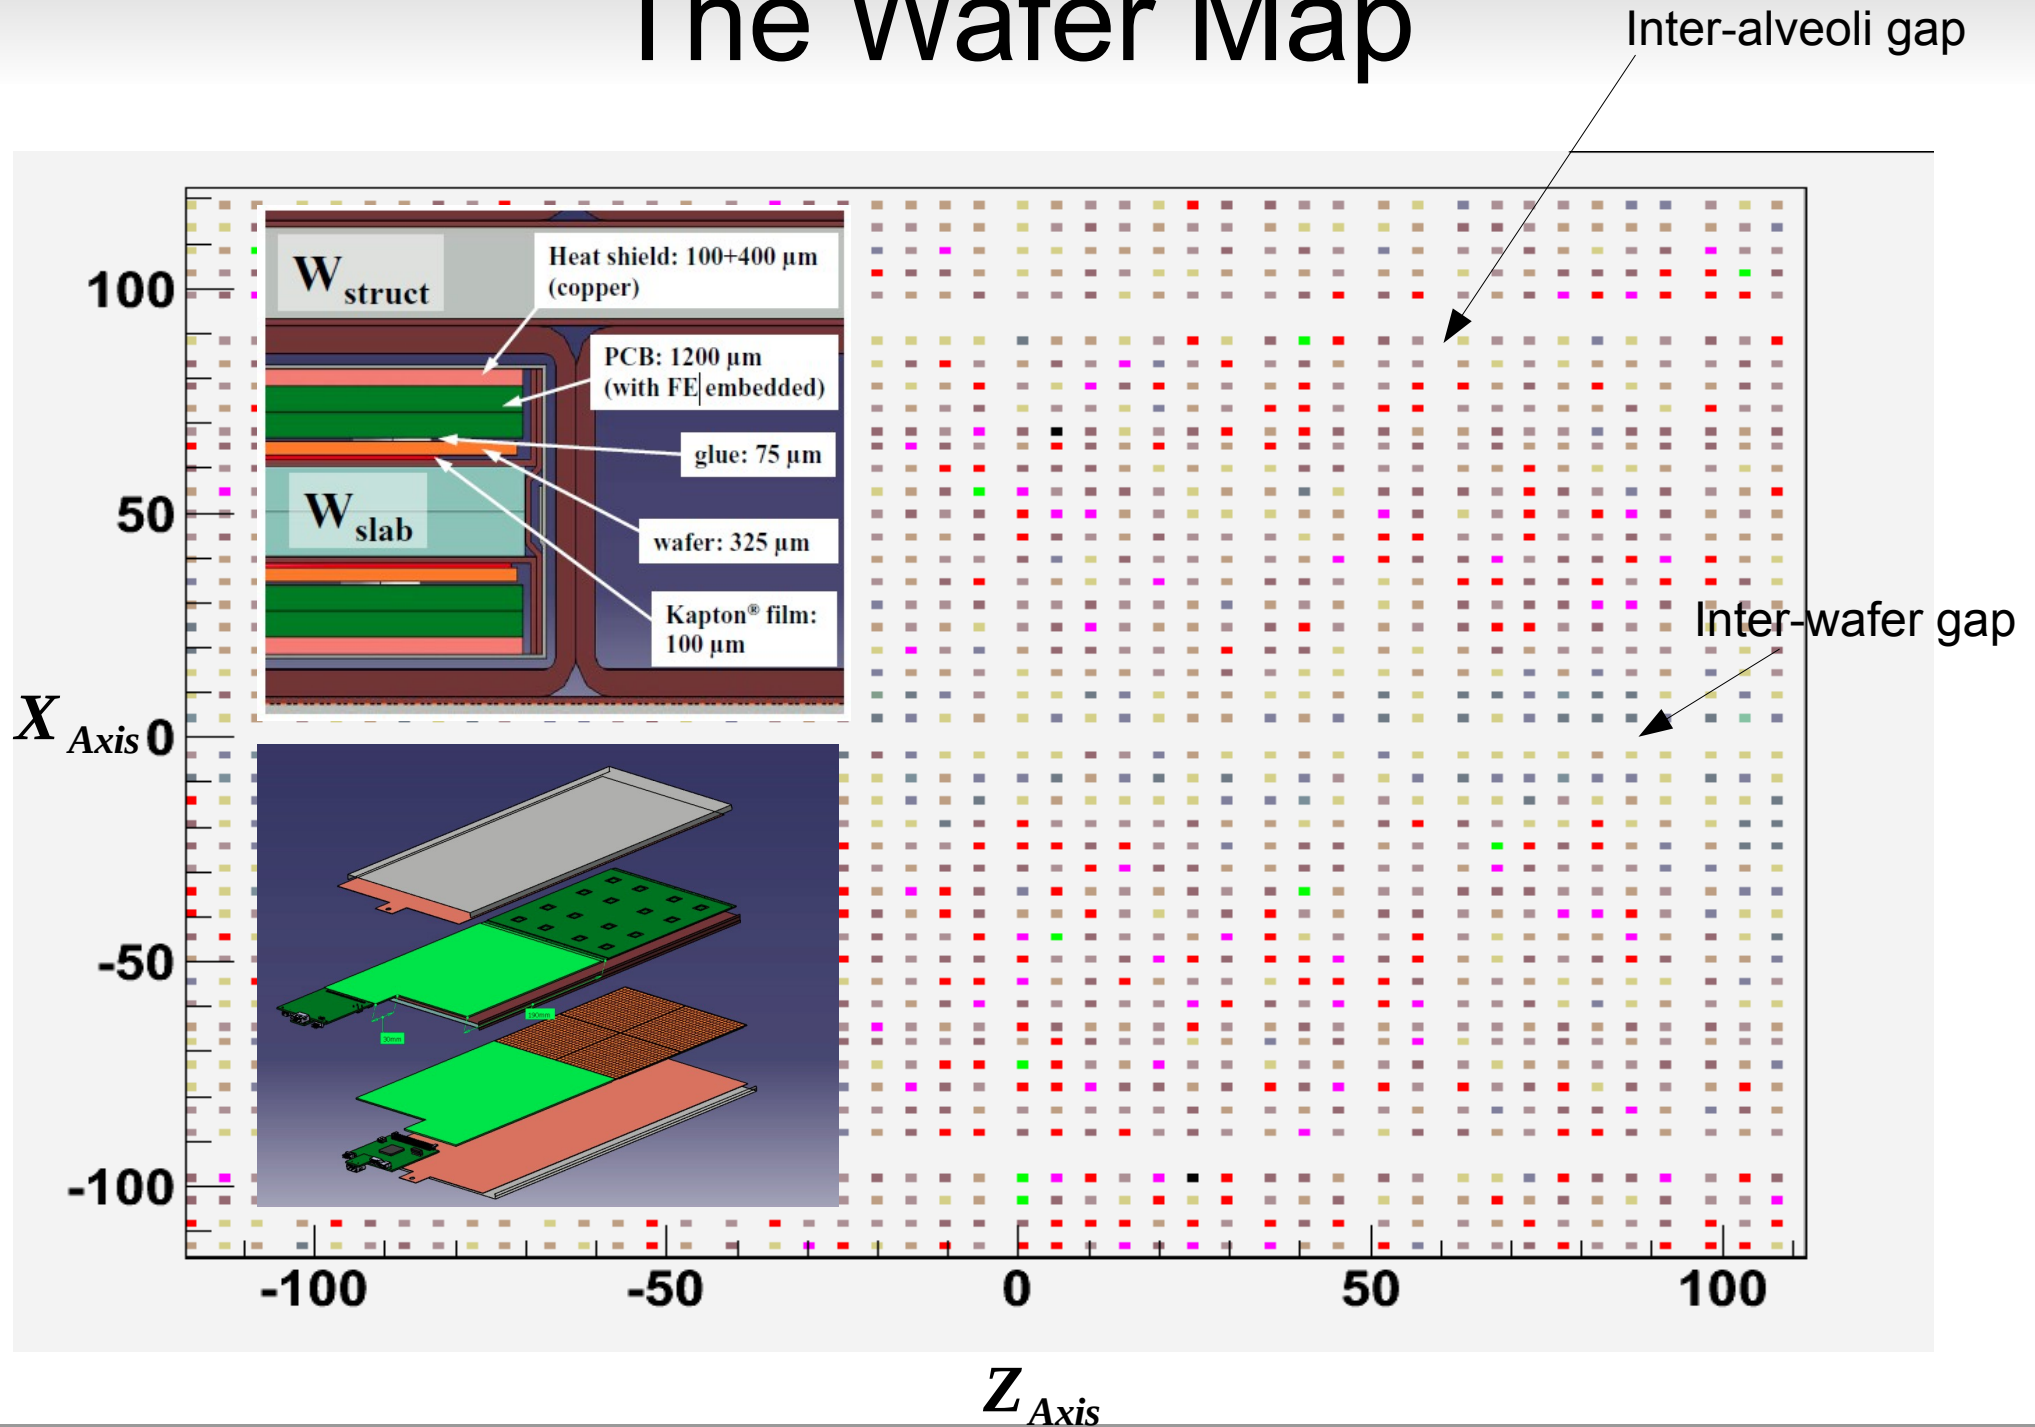 The Wafer Map
Inter-alveoli gap
W struct
Heat shield: 100+400 µm
(copper)
PCB: 1200 µm
(with FE embedded)
glue: 75 µm
W slab
wafer: 325 µm
Kapton® film:
100 µm
Inter-wafer gap
100
50
X Axis 0
-50
-100
190mm
30mm
-100 -50 0 50 100
Z Axis